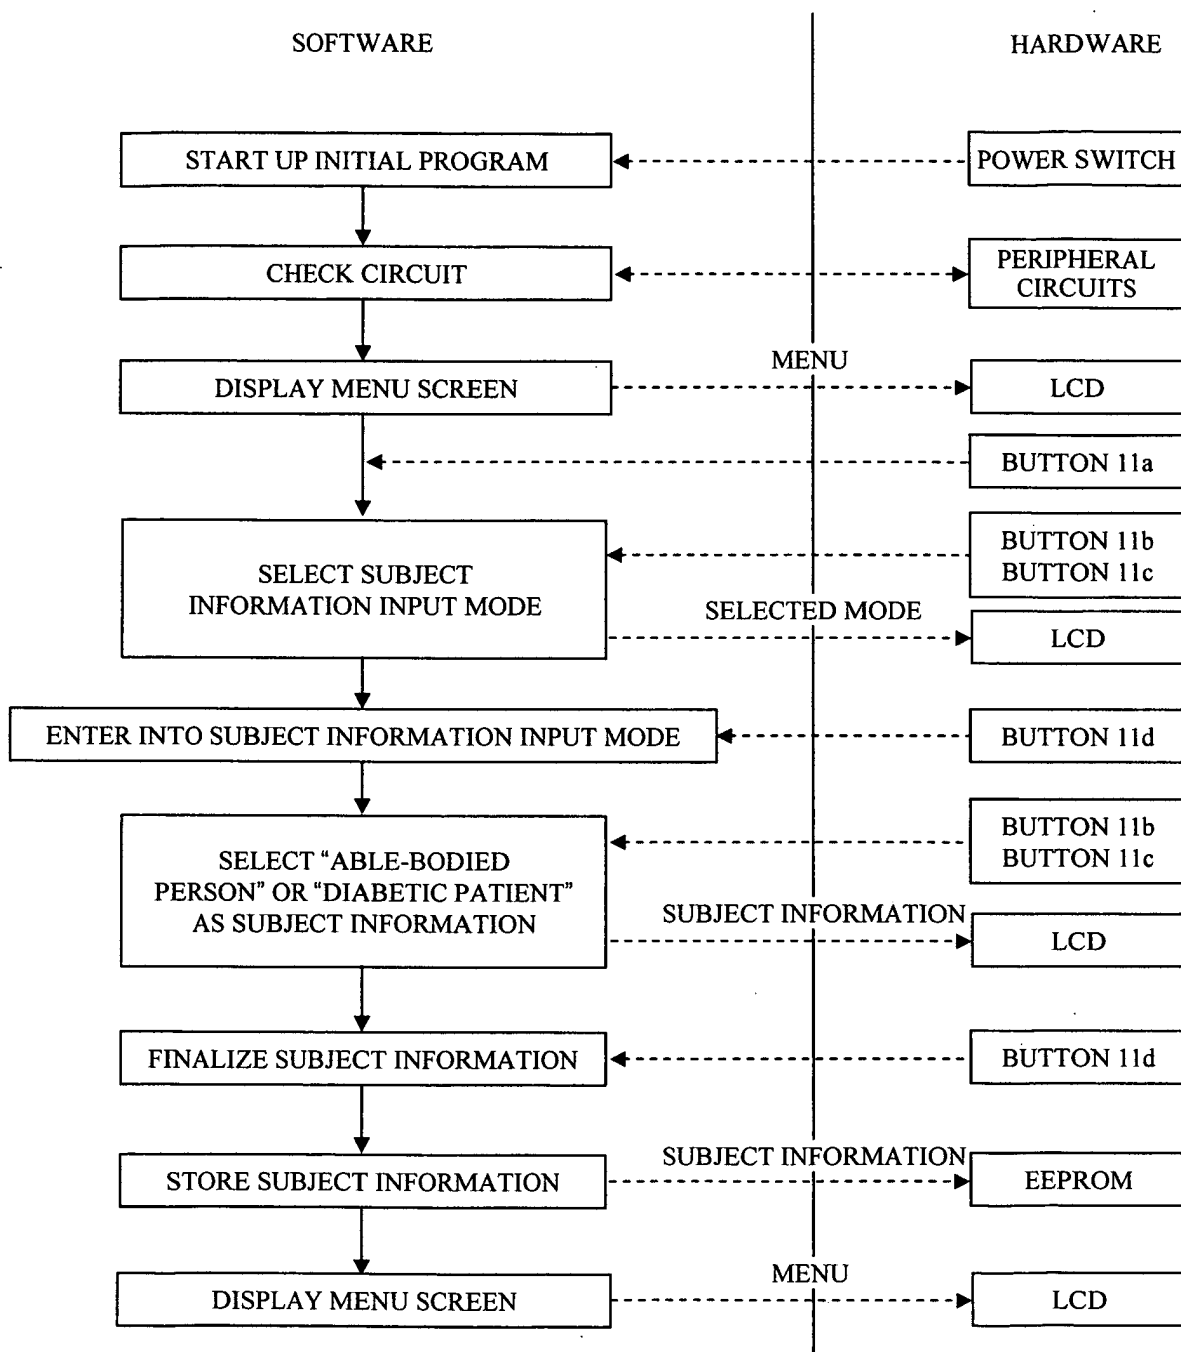 SOFTWARE
HARDWARE
START UP INITIAL PROGRAM
POWER SWITCH
CHECK CIRCUIT
PERIPHERAL
CIRCUITS
MENU
DISPLAY MENU SCREEN
LCD
BUTTON 11a
SELECT SUBJECT
INFORMATION INPUT MODE
BUTTON 11b
BUTTON 11c
SELECTED MODE
LCD
ENTER INTO SUBJECT INFORMATION INPUT MODE
BUTTON 11d
SELECT “ABLE-BODIED
PERSON” OR “DIABETIC PATIENT”
AS SUBJECT INFORMATION
BUTTON 11b
BUTTON 11c
SUBJECT INFORMATION
LCD
FINALIZE SUBJECT INFORMATION
BUTTON 11d
SUBJECT INFORMATION
STORE SUBJECT INFORMATION
EEPROM
MENU
DISPLAY MENU SCREEN
LCD